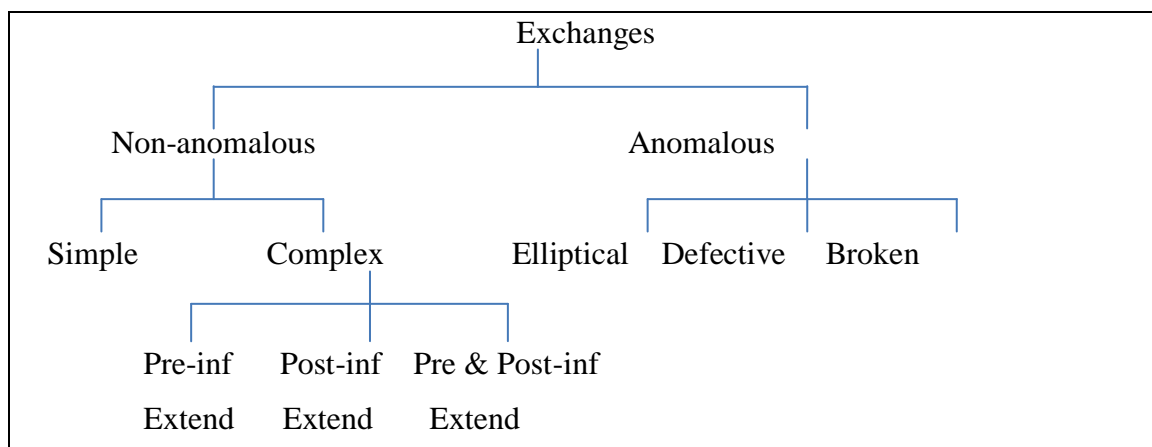 Exchanges
Non-anomalous Anomalous
Simple Complex Elliptical Defective Broken
Pre-inf Post-inf Pre & Post-inf
Extend Extend Extend